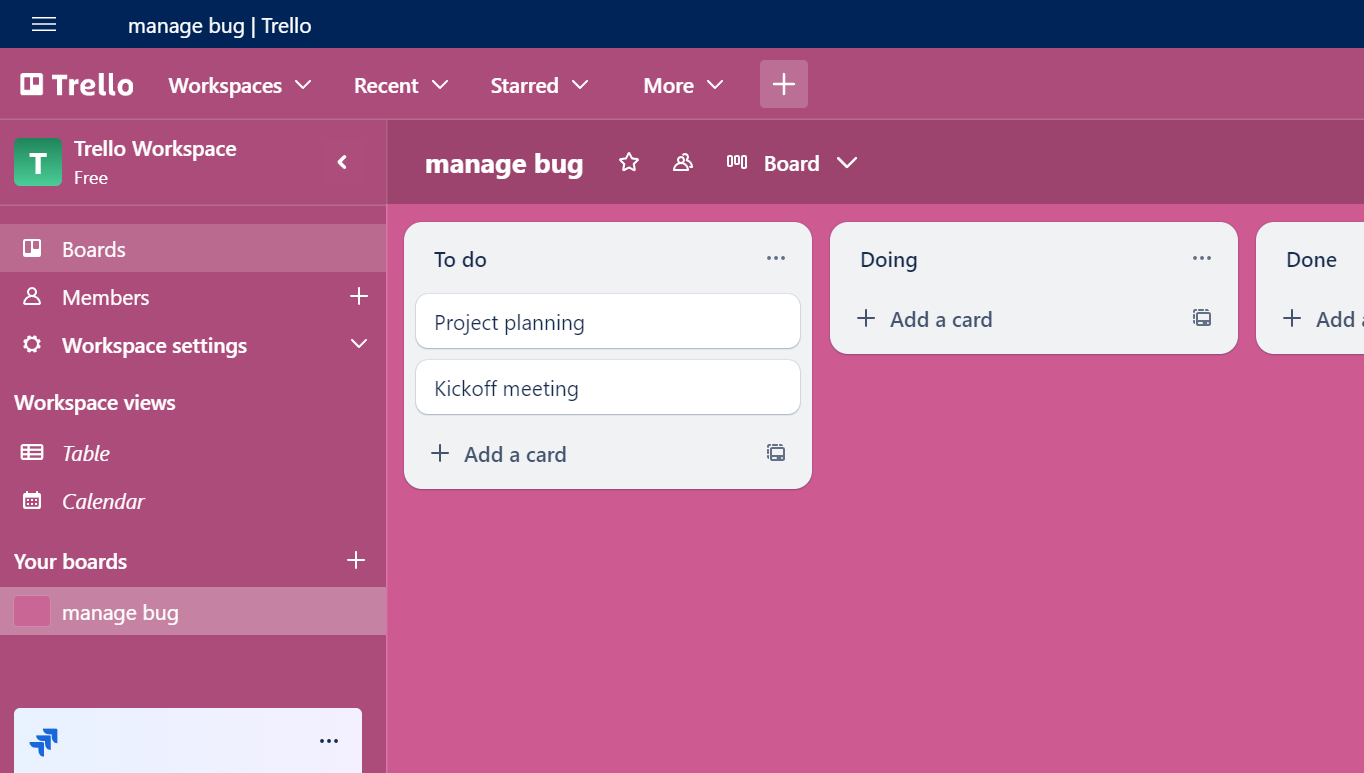 manage bug | Trello
Trello
Workspaces
Recent
Starred
More
T
Trello Workspace
Free
manage bug
Board
Boards
Members
Workspace settings
Workspace views
Table
Calendar
Your boards
manage bug
To do
Project planning
Kickoff meeting
Add a card
Doing
Add a card
Done
Add